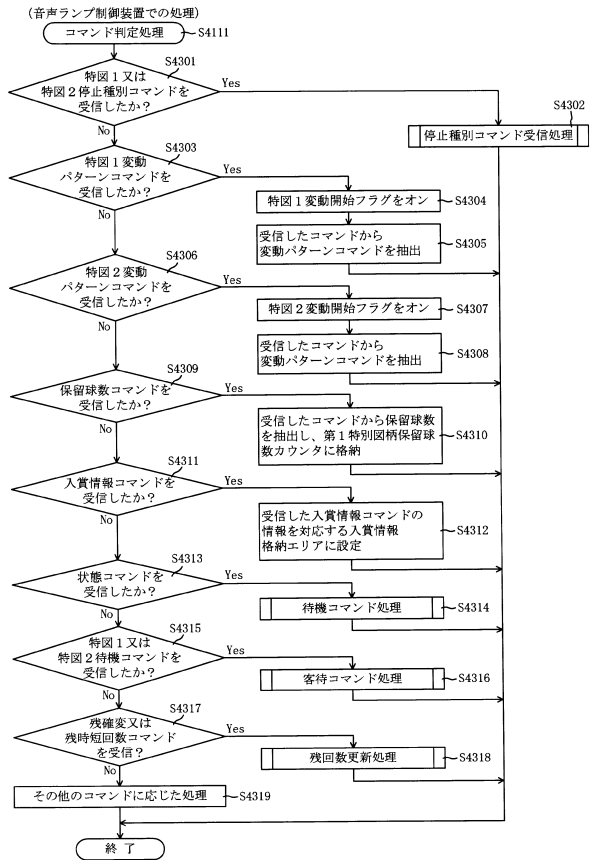 (音声ランプ制御装置での処理)
コマンド判定処理
S4111
S4301
特図1又は
特図2停止種別コマンドを
受信したか?
Yes
No
S4302
停止種別コマンド受信処理
S4303
特図1変動
パターンコマンドを
受信したか?
Yes
No
特図1変動開始フラグをオン
S4304
受信したコマンドから
変動パターンコマンドを抽出
S4305
S4306
特図2変動
パターンコマンドを
受信したか?
Yes
No
特図2変動開始フラグをオン
S4307
受信したコマンドから
変動パターンコマンドを抽出
S4308
S4309
保留球数コマンドを
受信したか?
Yes
No
受信したコマンドから保留球数
を抽出し、第1特別図柄保留球
数カウンタに格納
S4310
S4311
入賞情報コマンドを
受信したか?
Yes
No
受信した入賞情報コマンドの
情報を対応する入賞情報
格納エリアに設定
S4312
S4313
状態コマンドを
受信したか?
Yes
No
待機コマンド処理
S4314
S4315
特図1又は
特図2待機コマンドを
受信したか?
Yes
No
客待コマンド処理
S4316
S4317
残確変又は
残時短回数コマンド
を受信?
Yes
No
残回数更新処理
S4318
その他のコマンドに応じた処理
S4319
終了